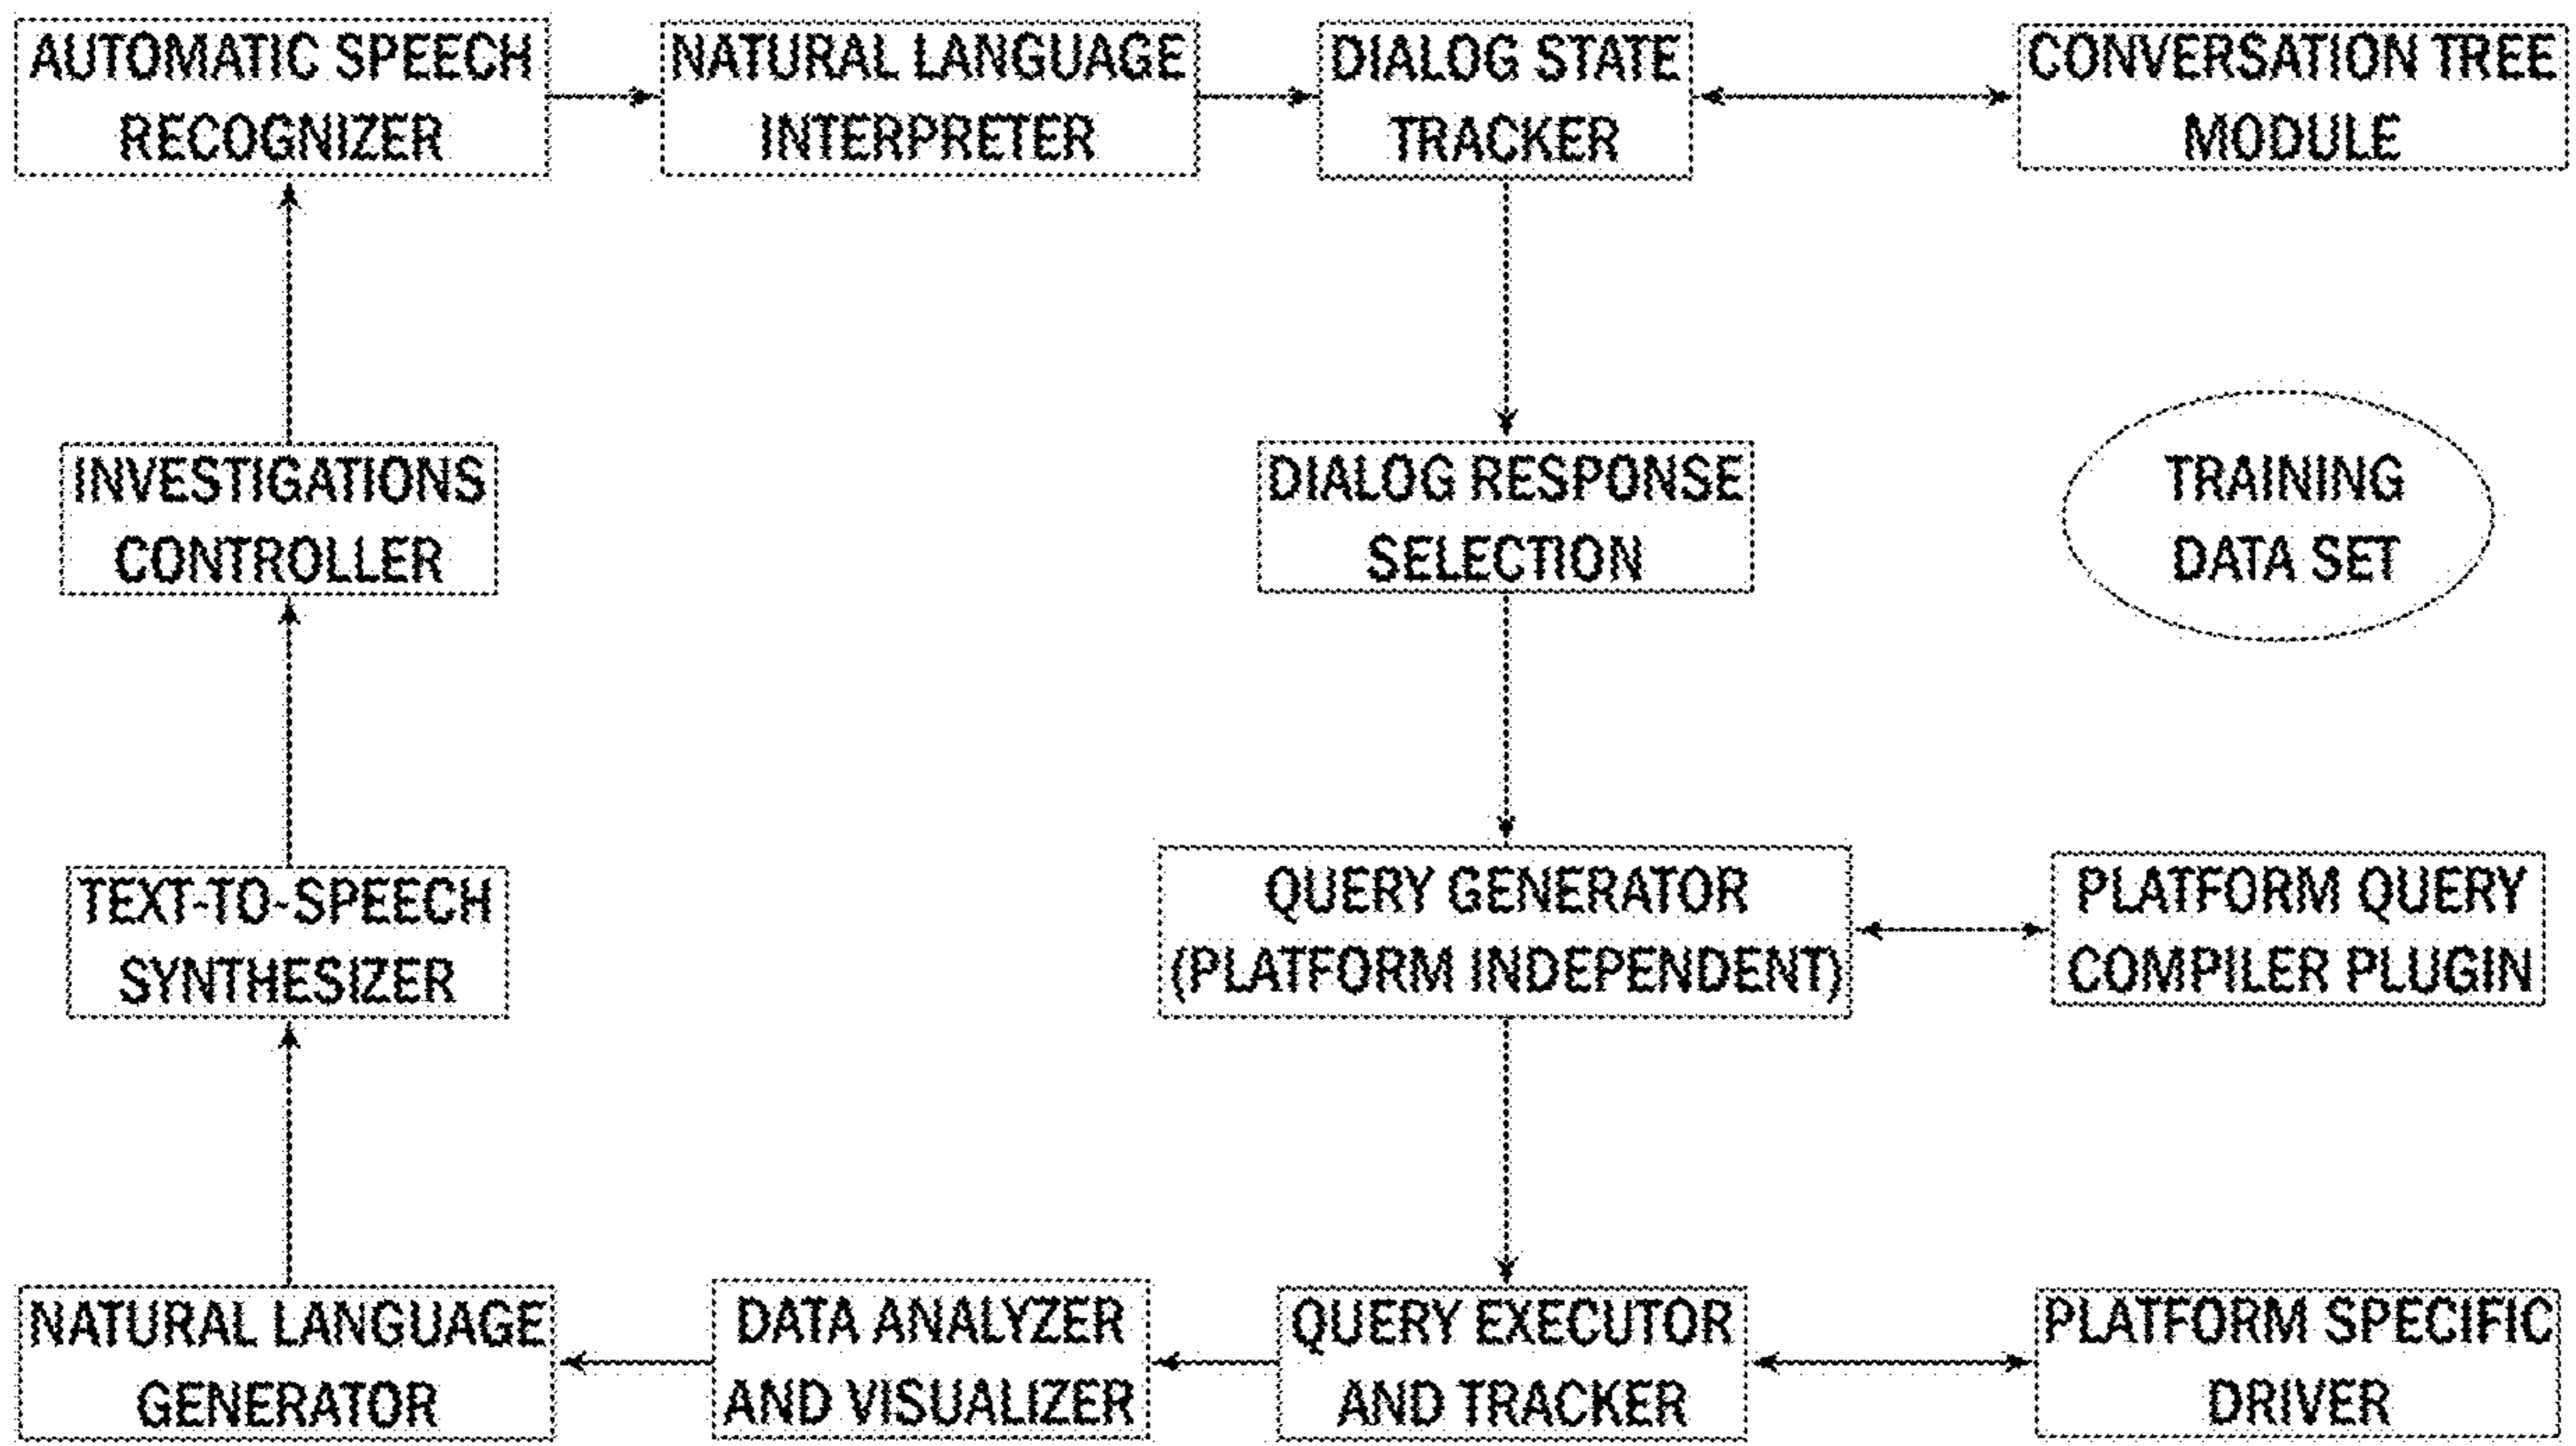 AUTOMATIC SPEECH
RECOGNIZER
NATURAL LANGUAGE
INTERPRETER
DIALOG STATE
TRACKER
CONVERSATION TREE
MODULE
INVESTIGATIONS
CONTROLLER
DIALOG RESPONSE
SELECTION
TRAINING
DATA SET
TEXT-TO-SPEECH
SYNTHESIZER
QUERY GENERATOR
(PLATFORM INDEPENDENT)
PLATFORM QUERY
COMPILER PLUGIN
NATURAL LANGUAGE
GENERATOR
DATA ANALYZER
AND VISUALIZER
QUERY EXECUTOR
AND TRACKER
PLATFORM SPECIFIC
DRIVER